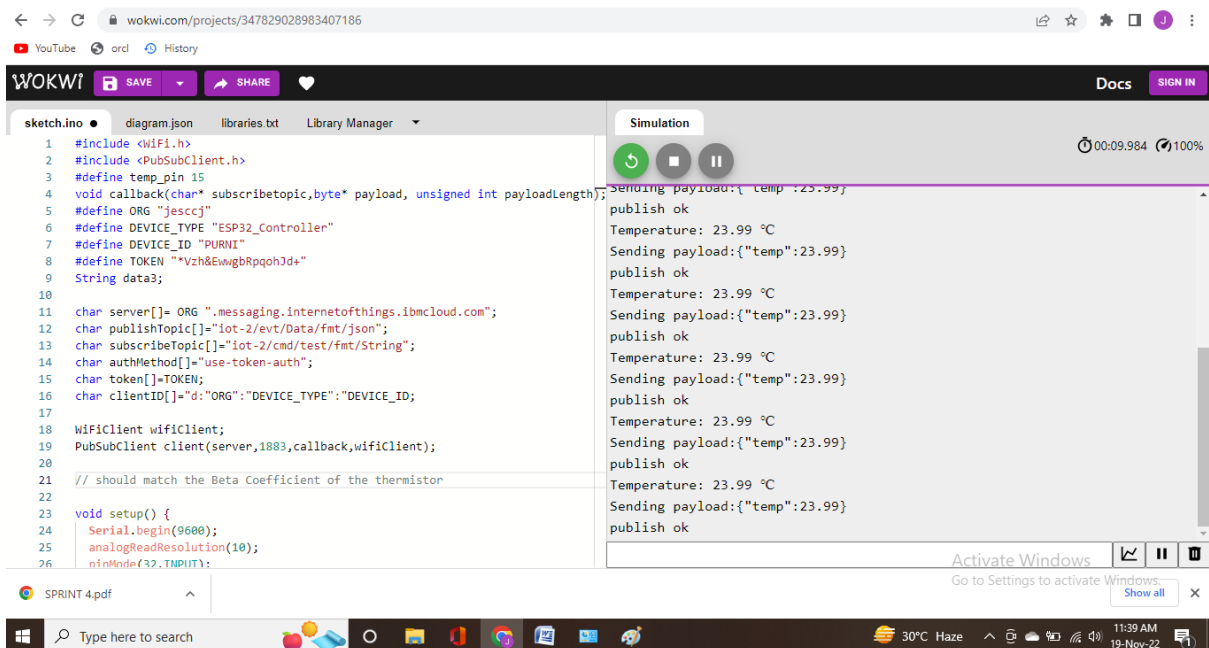 wokwi.com/projects/347829028983407186
J
YouTube orcl History
WOKWi SAVE SHARE Docs SIGN IN
sketch.ino ● diagram.json libraries.txt Library Manager
1 #include <WiFi.h>
2 #include <PubSubClient.h>
3 #define temp_pin 15
4 void callback(char* subscribetopic,byte* payload, unsigned int payloadLength);
5 #define ORG "jesccj"
6 #define DEVICE_TYPE "ESP32_Controller"
7 #define DEVICE_ID "PURNI"
8 #define TOKEN "*Vzh&EwwgbRpqohJd+"
9 String data3;
10
11 char server[]= ORG ".messaging.internetofthings.ibmcloud.com";
12 char publishTopic[]="iot-2/evt/Data/fmt/json";
13 char subscribeTopic[]="iot-2/cmd/test/fmt/String";
14 char authMethod[]="use-token-auth";
15 char token[]=TOKEN;
16 char clientID[]="d:"ORG":"DEVICE_TYPE":"DEVICE_ID;
17
18 WiFiClient wifiClient;
19 PubSubClient client(server,1883,callback,wifiClient);
20
21 // should match the Beta Coefficient of the thermistor
22
23 void setup() {
24 Serial.begin(9600);
25 analogReadResolution(10);
26 pinMode(32,INPUT);
Simulation
00:09.984 100%
Sending payload:{"temp":23.99}
publish ok
Temperature: 23.99 ℃
Sending payload:{"temp":23.99}
publish ok
Temperature: 23.99 ℃
Sending payload:{"temp":23.99}
publish ok
Temperature: 23.99 ℃
Sending payload:{"temp":23.99}
publish ok
Temperature: 23.99 ℃
Sending payload:{"temp":23.99}
publish ok
Temperature: 23.99 ℃
Sending payload:{"temp":23.99}
publish ok
Activate Windows
Go to Settings to activate Windows.
SPRINT 4.pdf
Show all
Type here to search
30°C Haze
11:39 AM
19-Nov-22
1